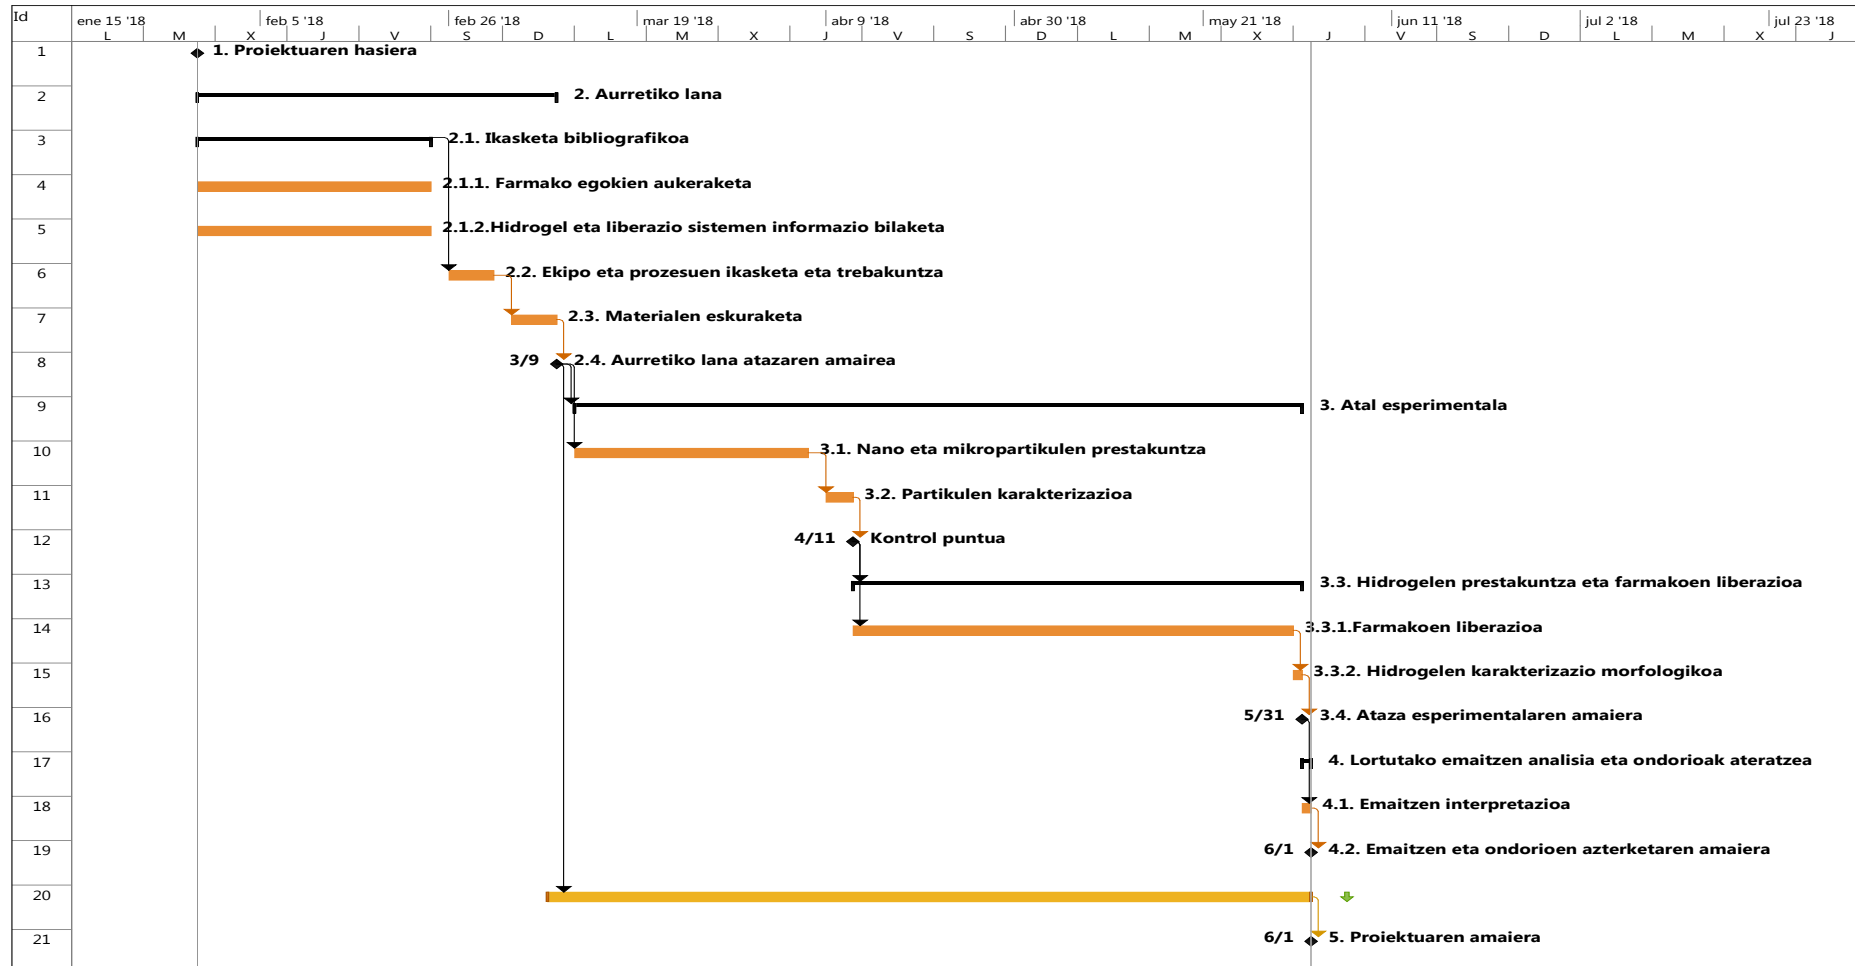 Id
ene 15 '18 feb 5 '18 feb 26 '18 mar 19 '18 abr 9 '18 abr 30 '18 may 21 '18 jun 11 '18 jul 2 '18 jul 23 '18
L M X J V S D L M X J V S D L M X J V S D L M X J
1 1. Proiektuaren hasiera
2 2. Aurretiko lana
3 2.1. Ikasketa bibliografikoa
4 2.1.1. Farmako egokien aukeraketa
5 2.1.2.Hidrogel eta liberazio sistemen informazio bilaketa
6 2.2. Ekipo eta prozesuen ikasketa eta trebakuntza
7 2.3. Materialen eskuraketa
8 3/9 2.4. Aurretiko lana atazaren amairea
9 3. Atal esperimentala
10 3.1. Nano eta mikropartikulen prestakuntza
11 3.2. Partikulen karakterizazioa
12 4/11 Kontrol puntua
13 3.3. Hidrogelen prestakuntza eta farmakoen liberazioa
14 3.3.1.Farmakoen liberazioa
15 3.3.2. Hidrogelen karakterizazio morfologikoa
16 5/31 3.4. Ataza esperimentalaren amaiera
17 4. Lortutako emaitzen analisia eta ondorioak ateratzea
18 4.1. Emaitzen interpretazioa
19 6/1 4.2. Emaitzen eta ondorioen azterketaren amaiera
20
21 6/1 5. Proiektuaren amaiera